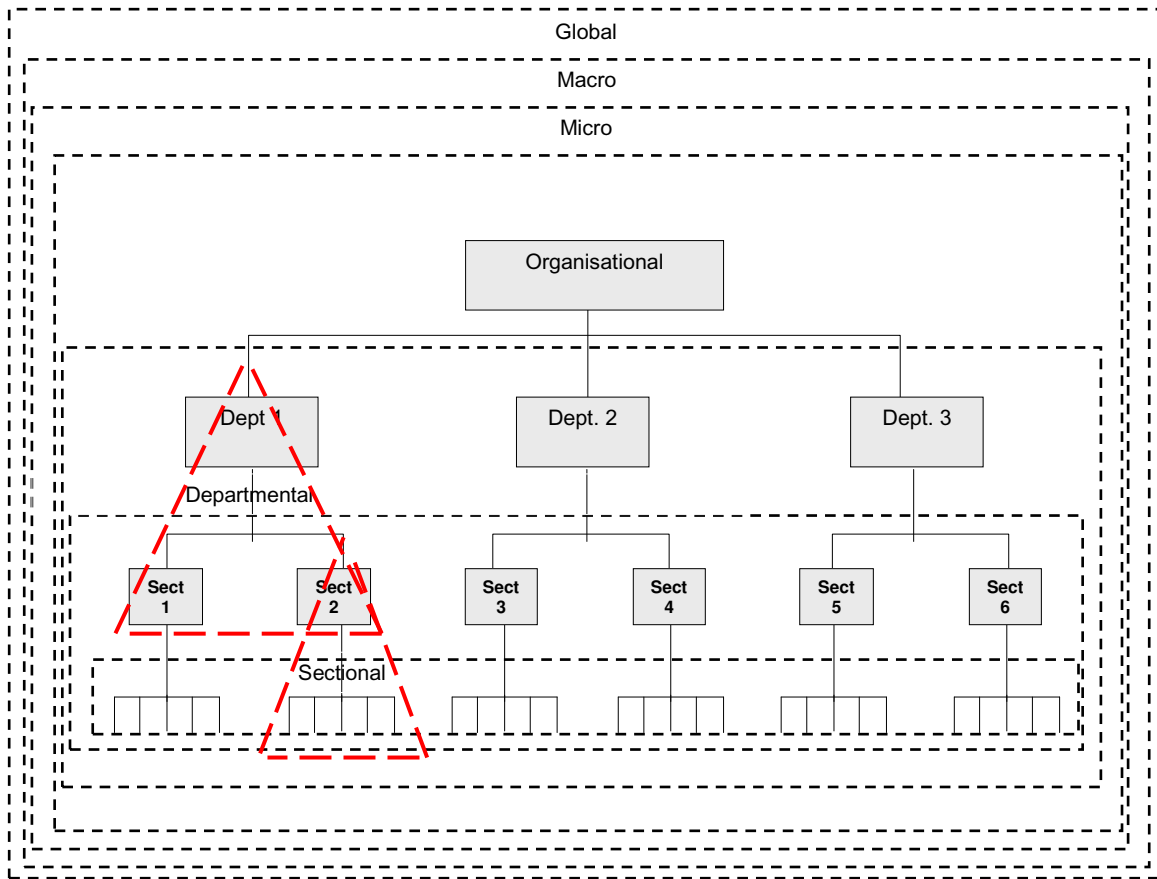 Global
Macro
Micro
Organisational
Dept 1
Dept. 2
Dept. 3
Departmental
Sect
1
Sect
2
Sect
3
Sect
4
Sect
5
Sect
6
Sectional